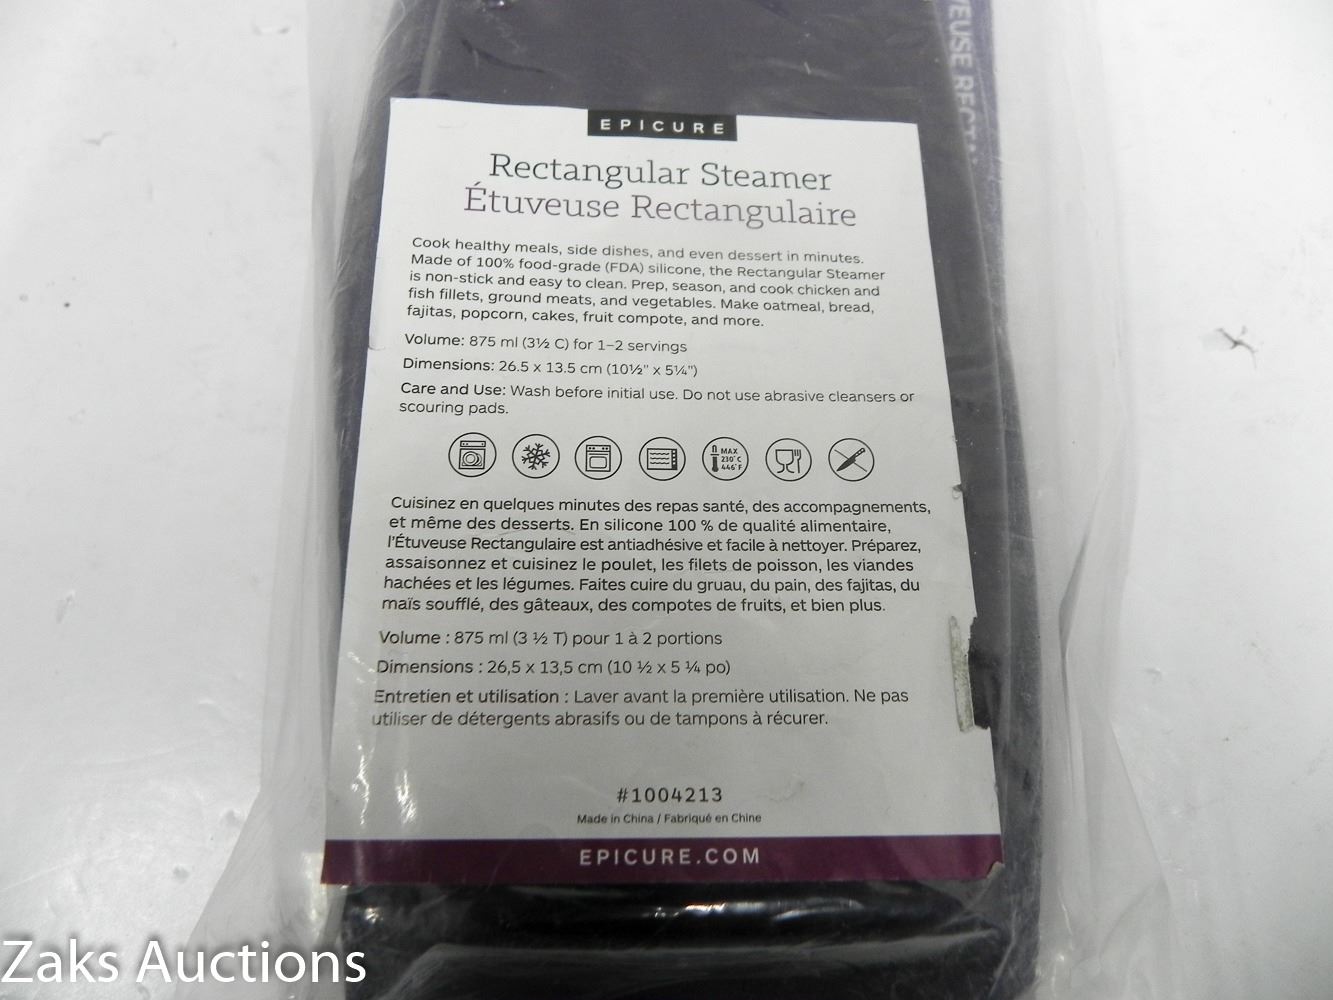 EPICURE
Rectangular Steamer
Étuveuse Rectangulaire
Cook healthy meals, side dishes, and even dessert in minutes.
Made of 100% food-grade (FDA) silicone, the Rectangular Steamer
is non-stick and easy to clean. Prep, season, and cook chicken and
fish fillets, ground meats, and vegetables. Make oatmeal, bread,
fajitas, popcorn, cakes, fruit compote, and more.
Volume: 875 ml (3½ C) for 1–2 servings
Dimensions: 26.5 x 13.5 cm (10½" x 5¼")
Care and Use: Wash before initial use. Do not use abrasive cleansers or
scouring pads.
MAX
230°C
446°F
Cuisinez en quelques minutes des repas santé, des accompagnements,
et même des desserts. En silicone 100 % de qualité alimentaire,
l'Étuveuse Rectangulaire est antiadhésive et facile à nettoyer. Préparez,
assaisonnez et cuisinez le poulet, les filets de poisson, les viandes
hachées et les légumes. Faites cuire du gruau, du pain, des fajitas, du
maïs soufflé, des gâteaux, des compotes de fruits, et bien plus.
Volume : 875 ml (3 ½ T) pour 1 à 2 portions
Dimensions : 26,5 x 13,5 cm (10 ½ x 5 ¼ po)
Entretien et utilisation : Laver avant la première utilisation. Ne pas
utiliser de détergents abrasifs ou de tampons à récurer.
#1004213
Made in China / Fabriqué en Chine
EPICURE.COM
Zaks Auctions